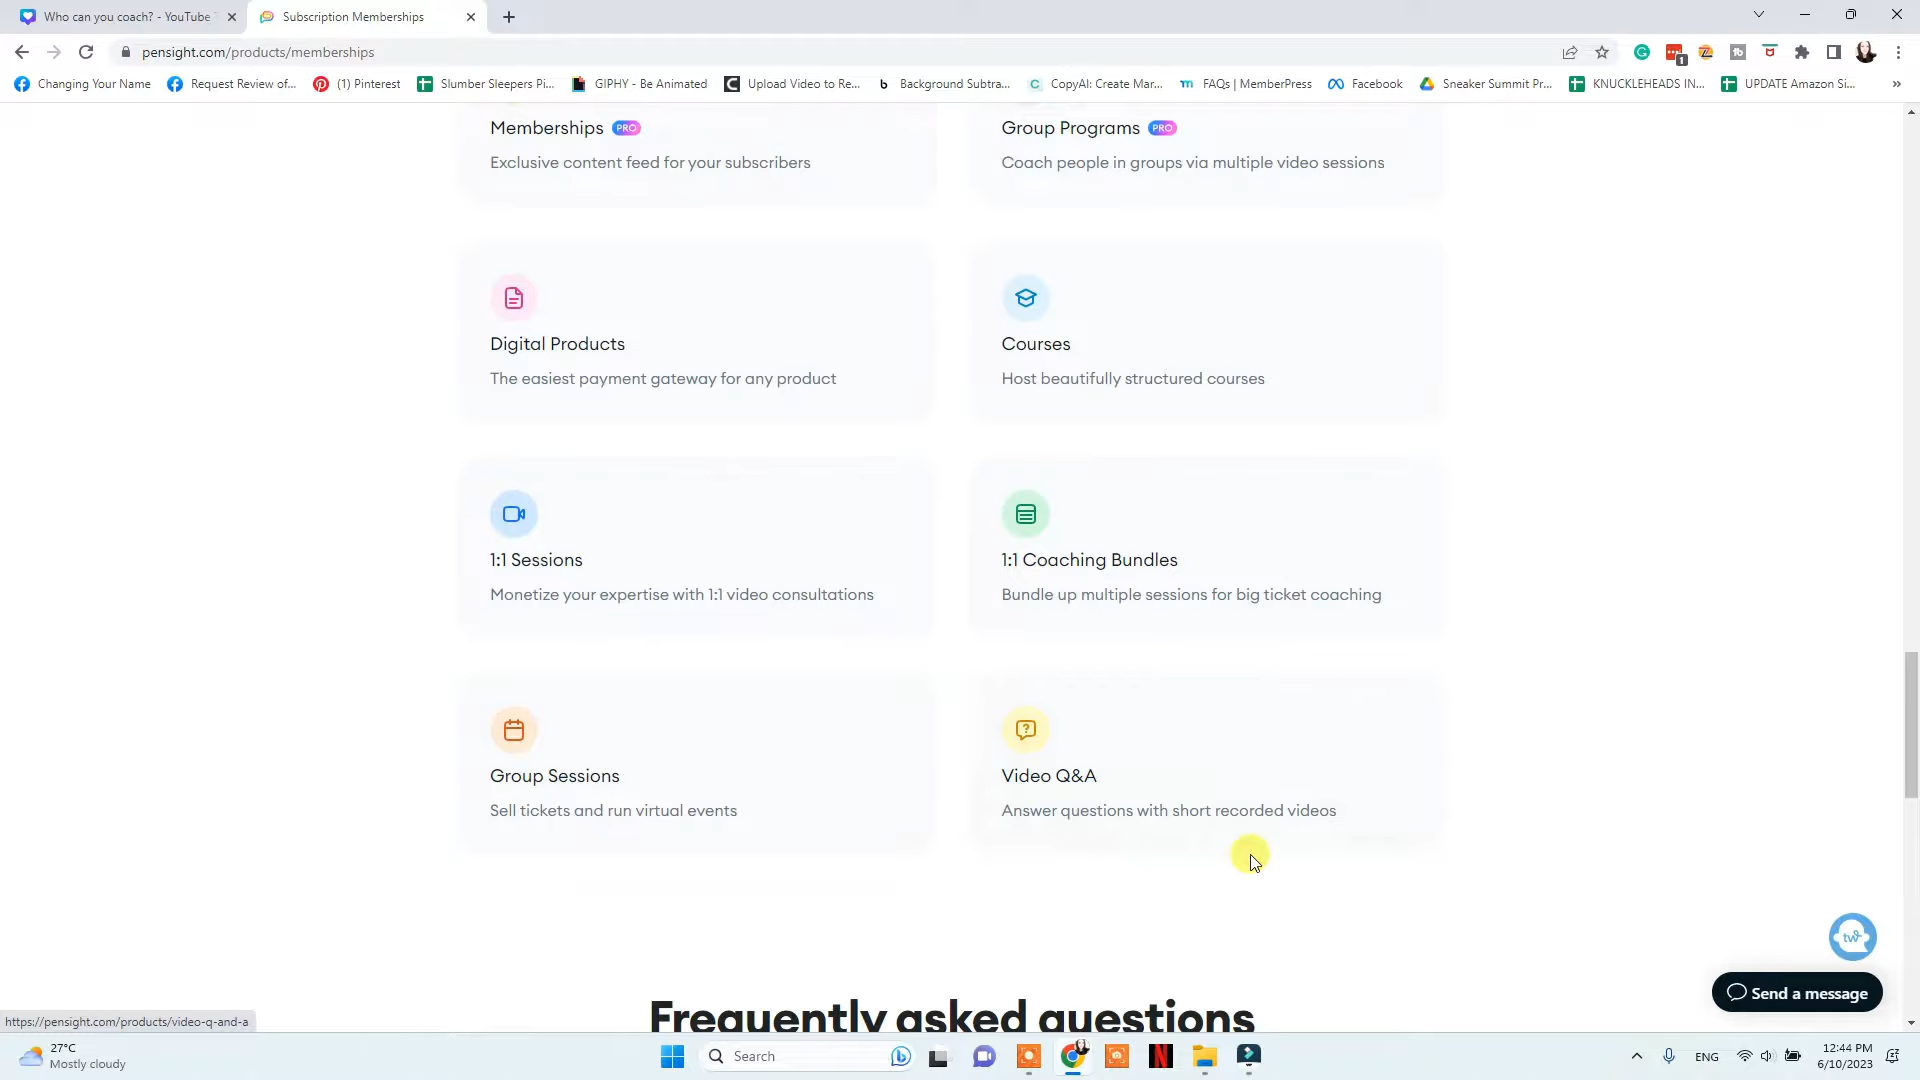 Who can you coach? - YouTube
Subscription Memberships
pensight.com/products/memberships
1
Changing Your Name
Request Review of...
(1) Pinterest
Slumber Sleepers Pi...
GIPHY - Be Animated
Upload Video to Re...
Background Subtra...
CopyAI: Create Mar...
FAQs | MemberPress
Facebook
Sneaker Summit Pr...
KNUCKLEHEADS IN...
UPDATE Amazon Si...
Memberships PRO
Exclusive content feed for your subscribers
Group Programs PRO
Coach people in groups via multiple video sessions
Digital Products
The easiest payment gateway for any product
Courses
Host beautifully structured courses
1:1 Sessions
Monetize your expertise with 1:1 video consultations
1:1 Coaching Bundles
Bundle up multiple sessions for big ticket coaching
Group Sessions
Sell tickets and run virtual events
Video Q&A
Answer questions with short recorded videos
Frequently asked questions
Send a message
https://pensight.com/products/video-q-and-a
27°C
Mostly cloudy
Search
ENG
12:44 PM
6/10/2023